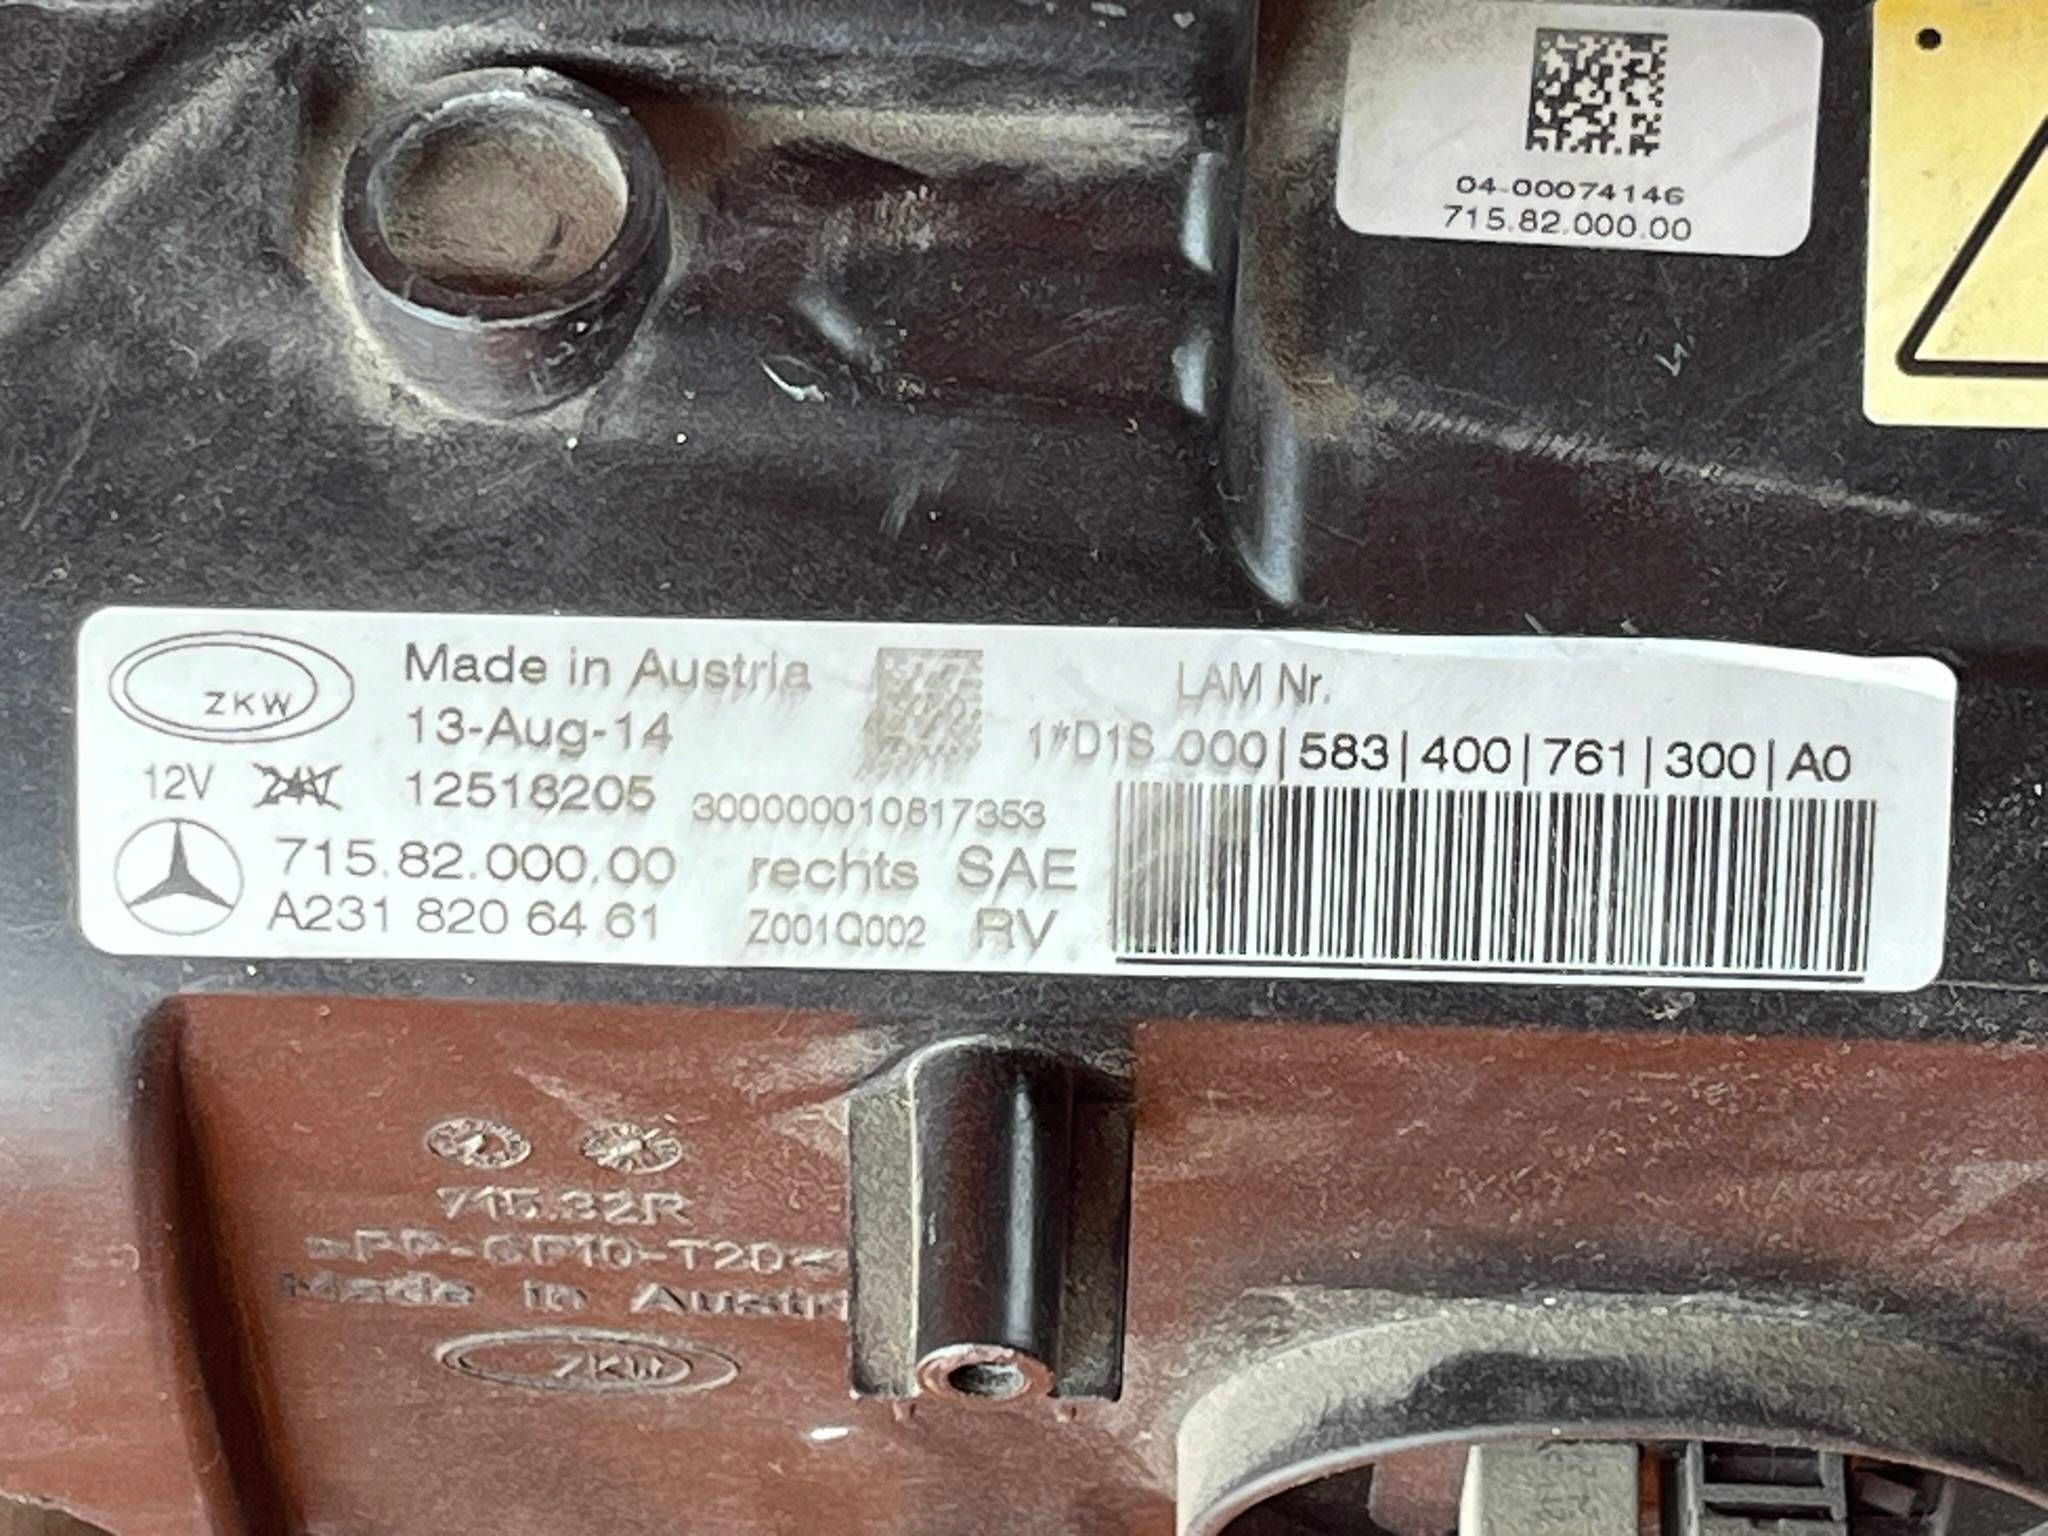 04-00074146
715.82.000.00
ZKW
Made in Austria
13-Aug-14
LAM Nr.
1*D1S 000|583|400|761|300|A0
12V 24V 12518205 300000010817353
715.82.000.00 rechts SAE
A231 820 64 61 Z001Q002 RV
715.32R
Made in Austri
ZKW